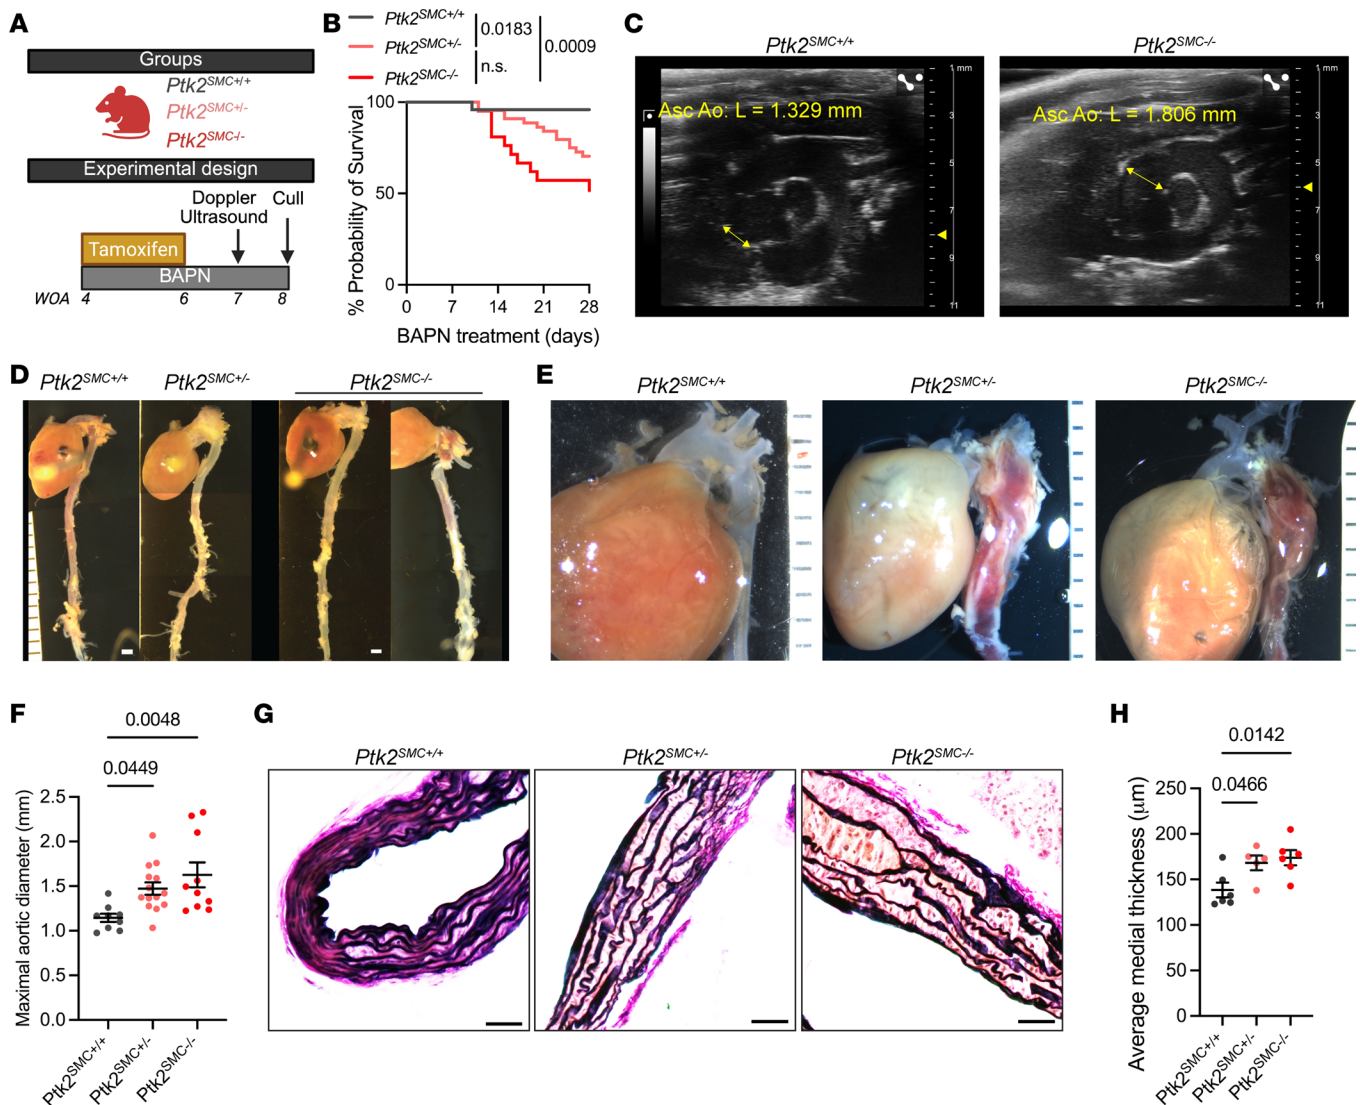 A
Groups
Ptk2SMC+/+
Ptk2SMC+/-
Ptk2SMC-/-
Experimental design
Doppler
Ultrasound
Cull
Tamoxifen
BAPN
WOA 4 6 7 8
B
Ptk2SMC+/+
Ptk2SMC+/-
Ptk2SMC-/-
0.0183
n.s.
0.0009
% Probability of Survival
100
50
0
0 7 14 21 28
BAPN treatment (days)
C
Ptk2SMC+/+
Ptk2SMC-/-
Asc Ao: L = 1.329 mm
1 mm
3
5
7
9
11
Asc Ao: L = 1.806 mm
1 mm
3
5
7
9
11
D
Ptk2SMC+/+
Ptk2SMC+/-
Ptk2SMC-/-
E
Ptk2SMC+/+
Ptk2SMC+/-
Ptk2SMC-/-
F
0.0048
0.0449
Maximal aortic diameter (mm)
2.5
2.0
1.5
1.0
0.5
0.0
Ptk2SMC+/+
Ptk2SMC+/-
Ptk2SMC-/-
G
Ptk2SMC+/+
Ptk2SMC+/-
Ptk2SMC-/-
H
0.0142
0.0466
Average medial thickness (μm)
250
200
150
100
50
0
Ptk2SMC+/+
Ptk2SMC+/-
Ptk2SMC-/-